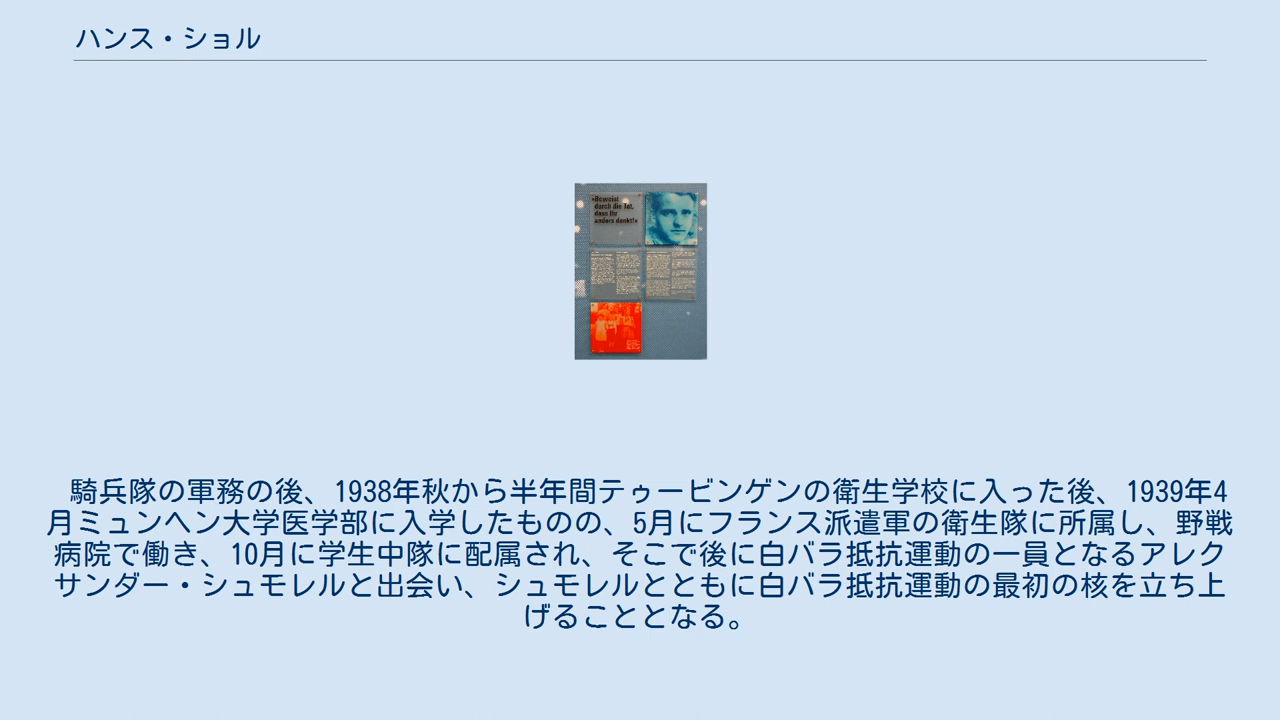 ハンス・ショル
»Beweist
durch die Tat,
dass Ihr
anders denkt!«
騎兵隊の軍務の後、1938年秋から半年間テゥービンゲンの衛生学校に入った後、1939年4
月ミュンヘン大学医学部に入学したものの、5月にフランス派遣軍の衛生隊に所属し、野戦
病院で働き、10月に学生中隊に配属され、そこで後に白バラ抵抗運動の一員となるアレク
サンダー・シュモレルと出会い、シュモレルとともに白バラ抵抗運動の最初の核を立ち上
げることとなる。